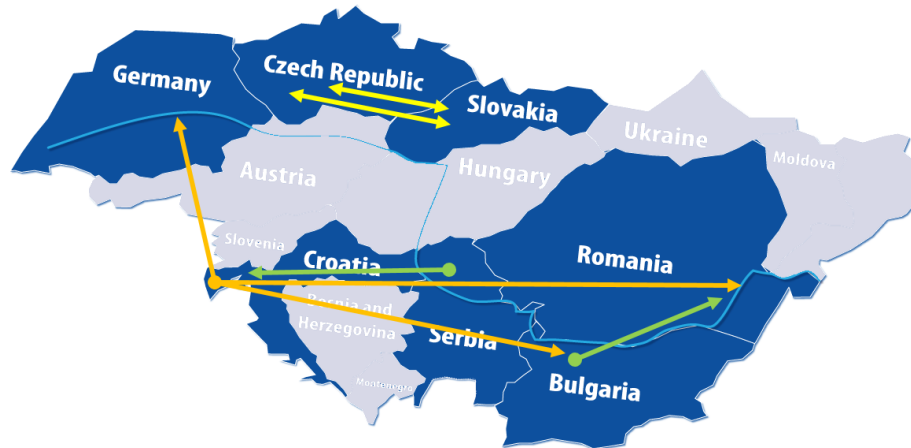 Germany
Czech Republic
Slovakia
Ukraine
Moldova
Austria
Hungary
Slovenia
Croatia
Romania
Bosnia and
Herzegovina
Serbia
Montenegro
Bulgaria